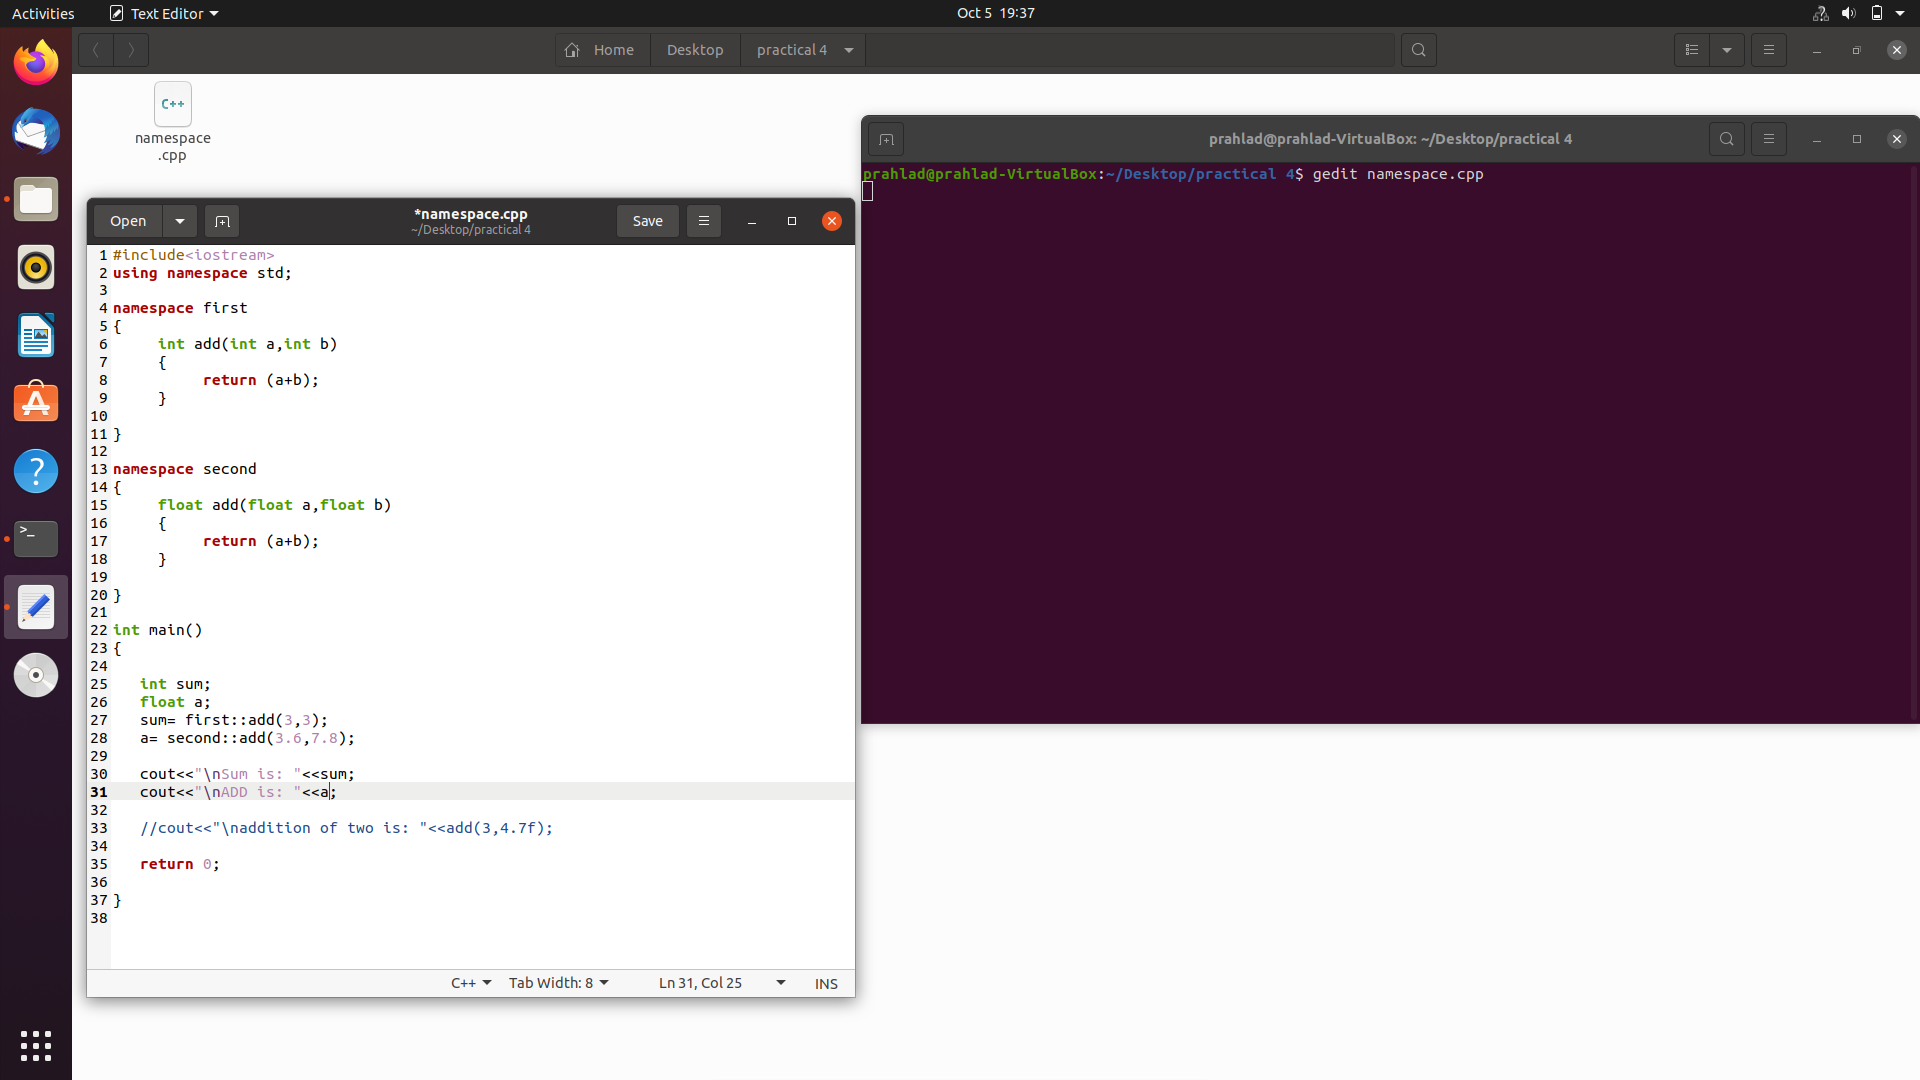 Activities Text Editor Oct 5 19:37
Home Desktop practical 4
C++
namespace
.cpp
prahlad@prahlad-VirtualBox: ~/Desktop/practical 4
prahlad@prahlad-VirtualBox:~/Desktop/practical 4$ gedit namespace.cpp
Open *namespace.cpp Save
~/Desktop/practical 4
1 #include<iostream>
2 using namespace std;
3
4 namespace first
5 {
6 int add(int a,int b)
7 {
8 return (a+b);
9 }
10
11 }
12
13 namespace second
14 {
15 float add(float a,float b)
16 {
17 return (a+b);
18 }
19
20 }
21
22 int main()
23 {
24
25 int sum;
26 float a;
27 sum= first::add(3,3);
28 a= second::add(3.6,7.8);
29
30 cout<<"\nSum is: "<<sum;
31 cout<<"\nADD is: "<<a;
32
33 //cout<<"\naddition of two is: "<<add(3,4.7f);
34
35 return 0;
36
37 }
38
C++ Tab Width: 8 Ln 31, Col 25 INS